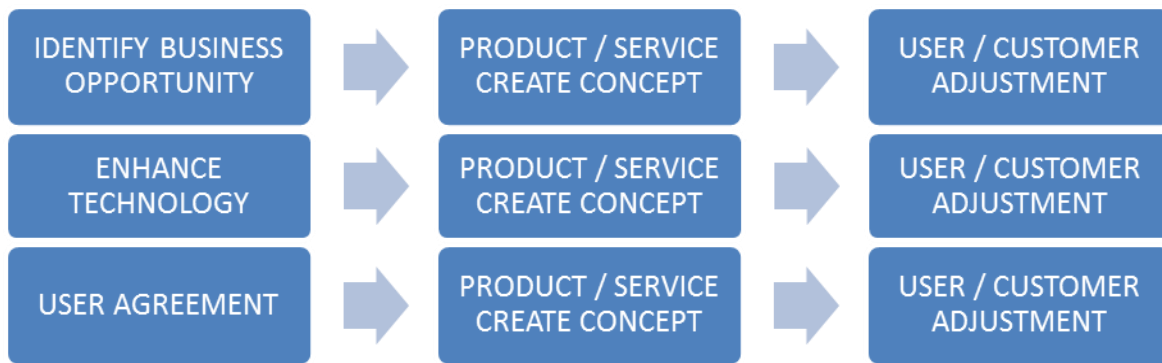 IDENTIFY BUSINESS
OPPORTUNITY
PRODUCT / SERVICE
CREATE CONCEPT
USER / CUSTOMER
ADJUSTMENT
ENHANCE
TECHNOLOGY
PRODUCT / SERVICE
CREATE CONCEPT
USER / CUSTOMER
ADJUSTMENT
USER AGREEMENT
PRODUCT / SERVICE
CREATE CONCEPT
USER / CUSTOMER
ADJUSTMENT